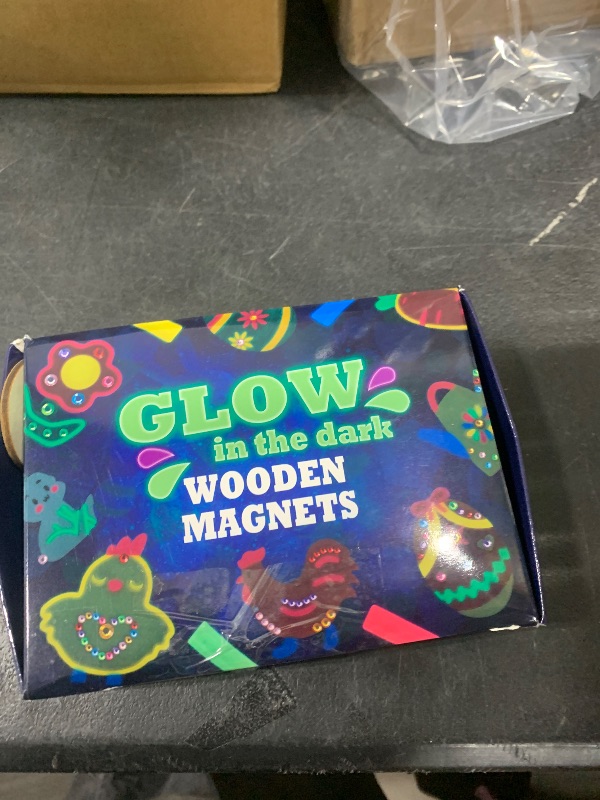 GLOW
in the dark
WOODEN
MAGNETS